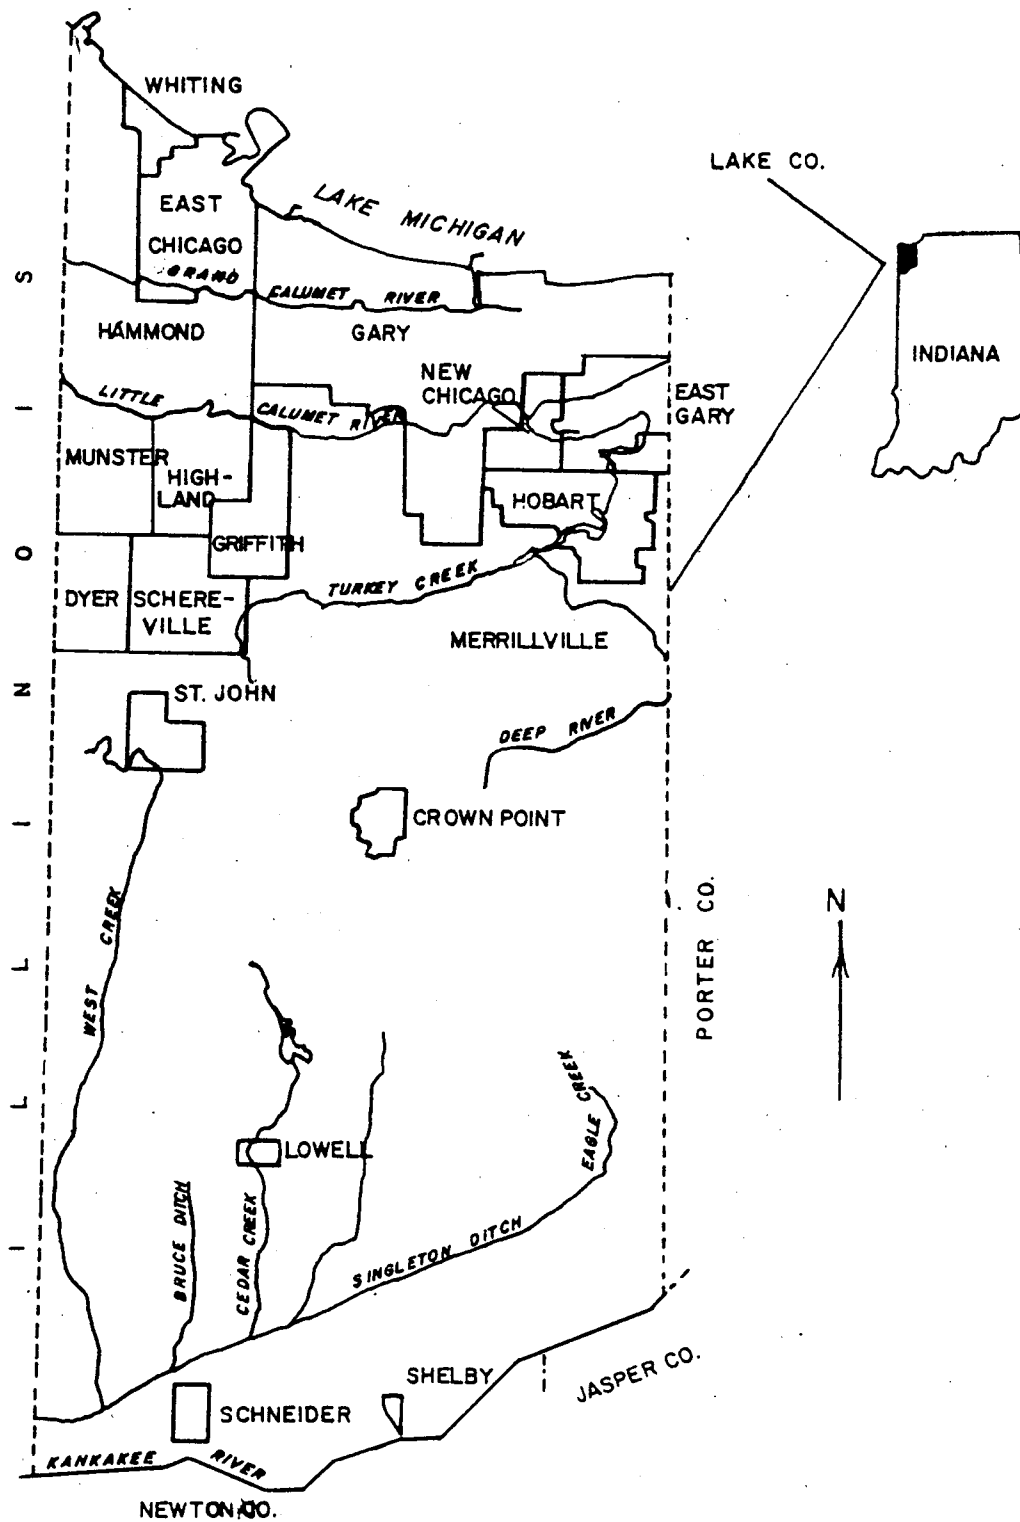 WHITING
LAKE CO.
EAST
CHICAGO
LAKE MICHIGAN
GRAND
CALUMET RIVER
HAMMOND
GARY
INDIANA
NEW
CHICAGO
EAST
GARY
LITTLE
CALUMET RIVER
MUNSTER
HIGH-
LAND
HOBART
GRIFFITH
TURKEY CREEK
DYER
SCHERE-
VILLE
MERRILLVILLE
ST. JOHN
DEEP RIVER
CROWN POINT
WEST CREEK
ILLINOIS
PORTER CO.
N
EAGLE CREEK
LOWELL
BRUCE DITCH
CEDAR CREEK
SINGLETON DITCH
SHELBY
JASPER CO.
SCHNEIDER
KANKAKEE RIVER
NEWTON CO.